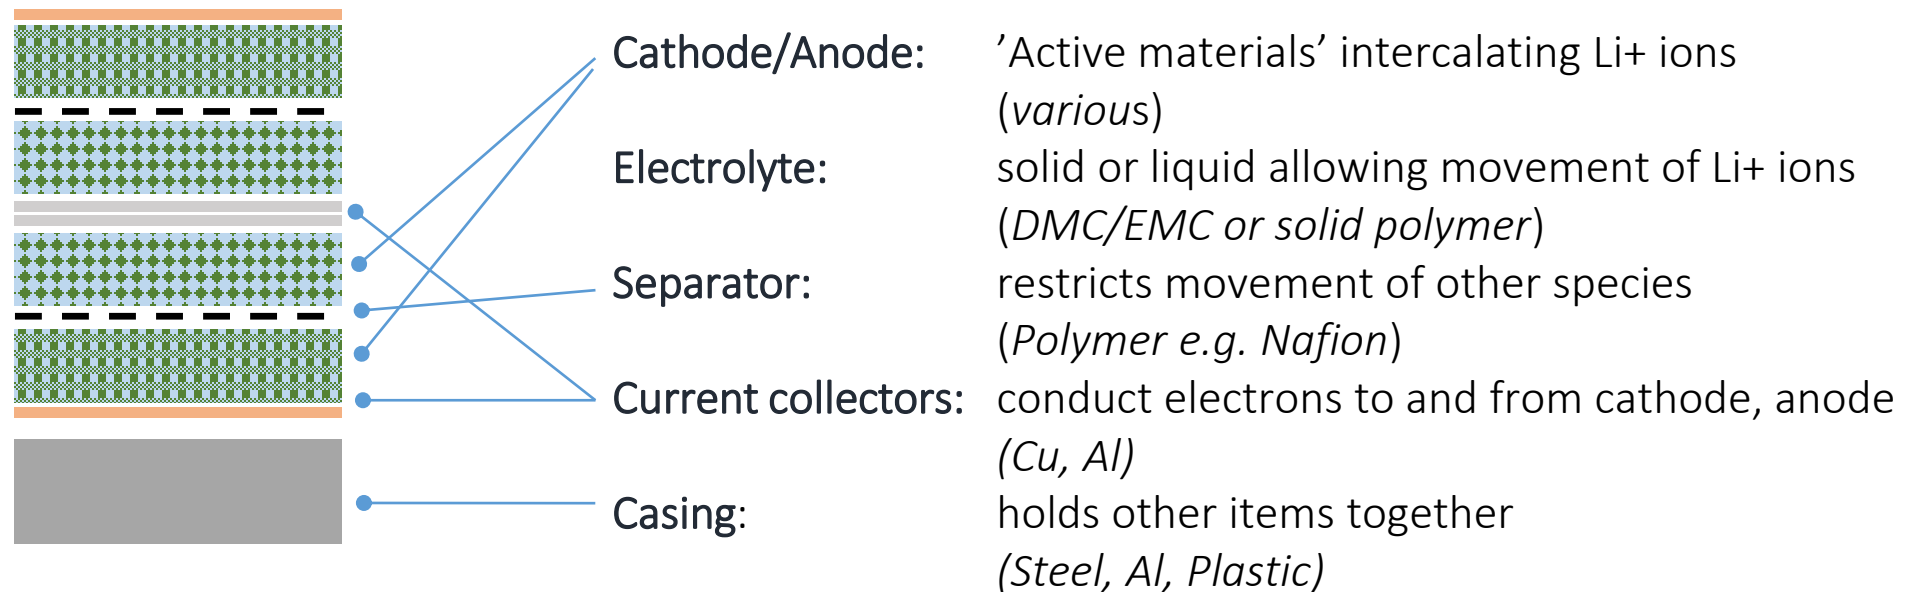 Cathode/Anode: ’Active materials’ intercalating Li+ ions
(various)
Electrolyte: solid or liquid allowing movement of Li+ ions
(DMC/EMC or solid polymer)
Separator: restricts movement of other species
(Polymer e.g. Nafion)
Current collectors: conduct electrons to and from cathode, anode
(Cu, Al)
Casing: holds other items together
(Steel, Al, Plastic)